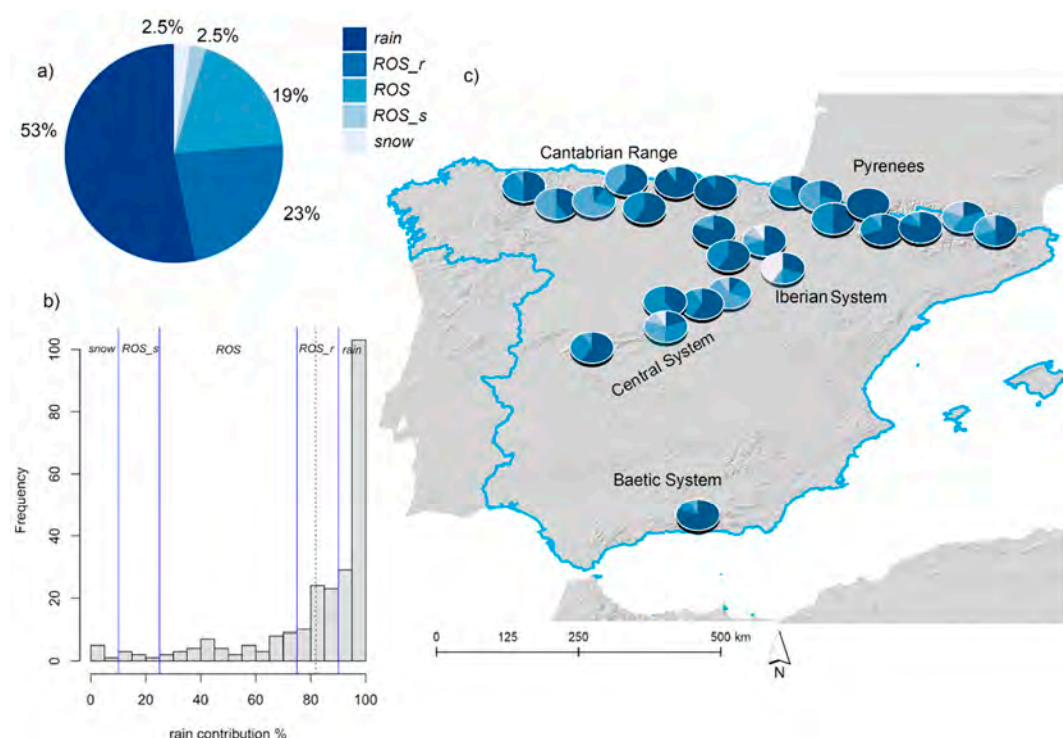 a)
2.5%
2.5%
19%
23%
53%
rain
ROS_r
ROS
ROS_s
snow
b)
snow
ROS_s
ROS
ROS_r
rain
Frequency
0
20
40
60
80
100
0
20
40
60
80
100
rain contribution %
c)
Cantabrian Range
Pyrenees
Iberian System
Central System
Baetic System
0
125
250
500 km
N